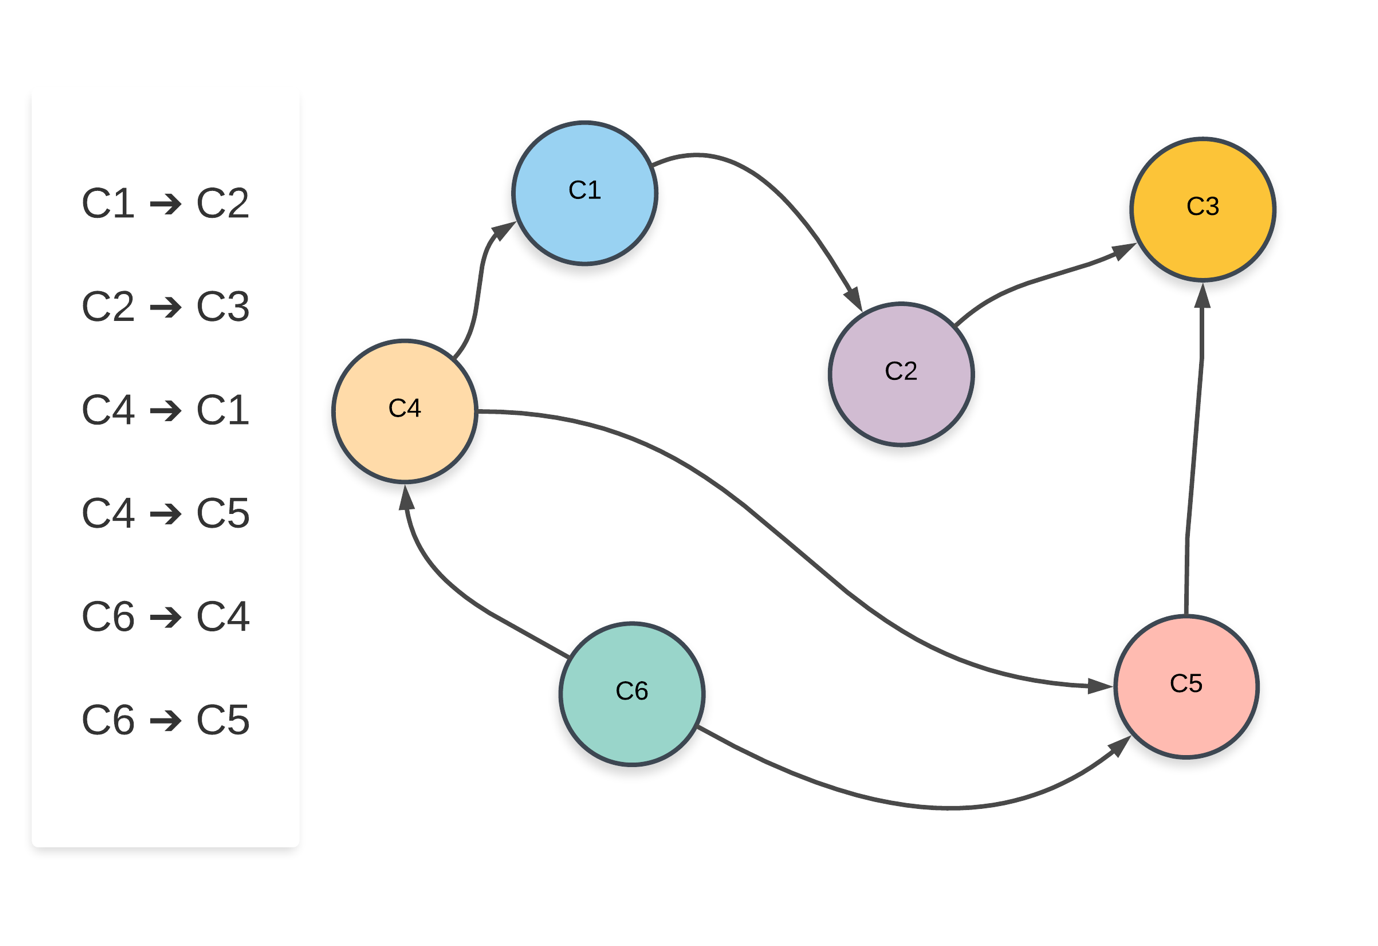 C1 ➔ C2
C2 ➔ C3
C4 ➔ C1
C4 ➔ C5
C6 ➔ C4
C6 ➔ C5
C1
C3
C2
C4
C6
C5